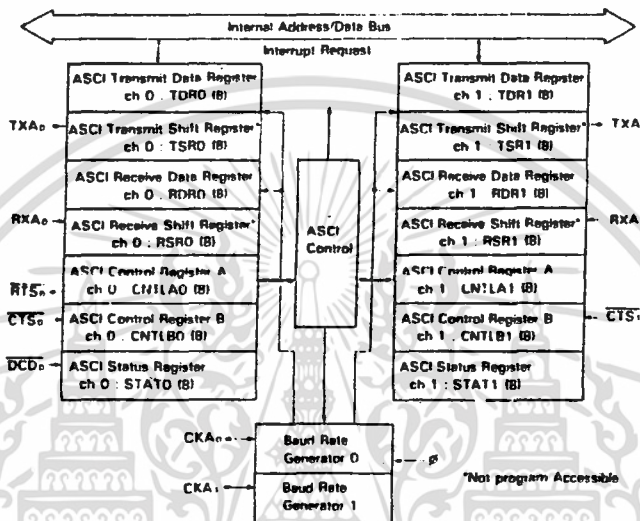 Internal Address/Data Bus
Interrupt Request
ASCI Transmit Data Register
ch 0 : TDR0 (8)
TXA₀
ASCI Transmit Shift Register*
ch 0 : TSR0 (8)
ASCI Receive Data Register
ch 0 : RDR0 (8)
RXA₀
ASCI Receive Shift Register*
ch 0 : RSR0 (8)
ASCI Control Register A
ch 0 : CNTLA0 (8)
RTS₀
ASCI Control Register B
ch 0 : CNTLB0 (8)
CTS₀
ASCI Status Register
ch 0 : STAT0 (8)
DCD₀
ASCI
Control
ASCI Transmit Data Register
ch 1 : TDR1 (8)
ASCI Transmit Shift Register*
ch 1 : TSR1 (8)
TXA
ASCI Receive Data Register
ch 1 : RDR1 (8)
ASCI Receive Shift Register*
ch 1 : RSR1 (8)
RXA
ASCI Control Register A
ch 1 : CNTLA1 (8)
ASCI Control Register B
ch 1 : CNTLB1 (8)
CTS₁
ASCI Status Register
ch 1 : STAT1 (8)
CKA₀
Baud Rate
Generator 0
ø
CKA₁
Baud Rate
Generator 1
*Not program Accessible